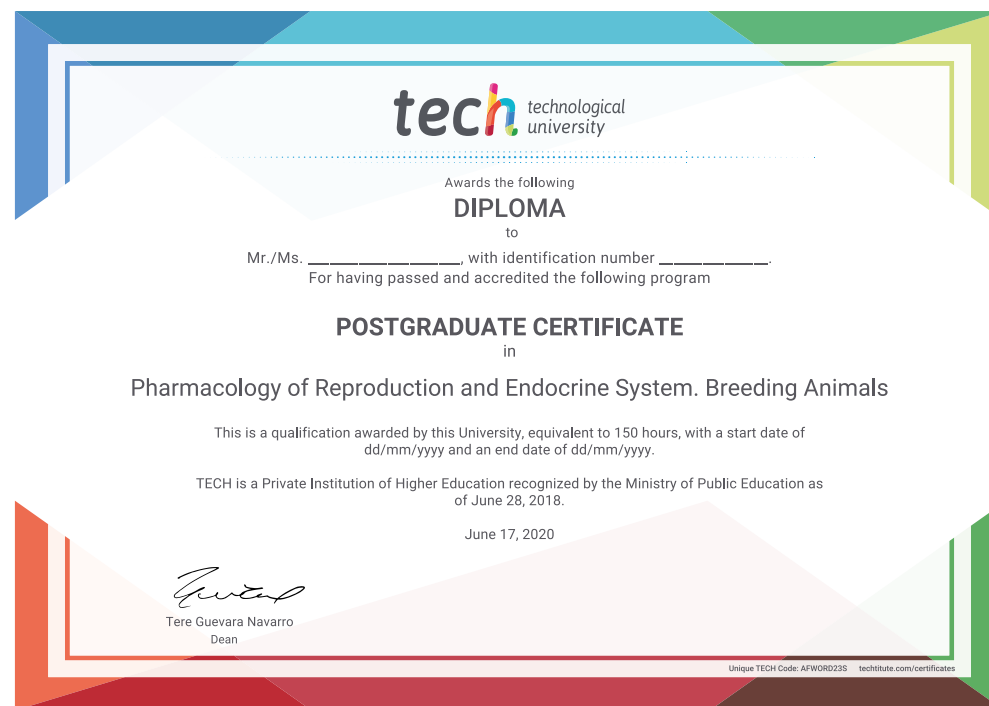 tech technological
university
Awards the following
DIPLOMA
to
Mr./Ms. ____________________, with identification number ______________.
For having passed and accredited the following program
POSTGRADUATE CERTIFICATE
in
Pharmacology of Reproduction and Endocrine System. Breeding Animals
This is a qualification awarded by this University, equivalent to 150 hours, with a start date of
dd/mm/yyyy and an end date of dd/mm/yyyy.
TECH is a Private Institution of Higher Education recognized by the Ministry of Public Education as
of June 28, 2018.
June 17, 2020
Tere Guevara Navarro
Dean
Unique TECH Code: AFWORD23S techtitute.com/certificates